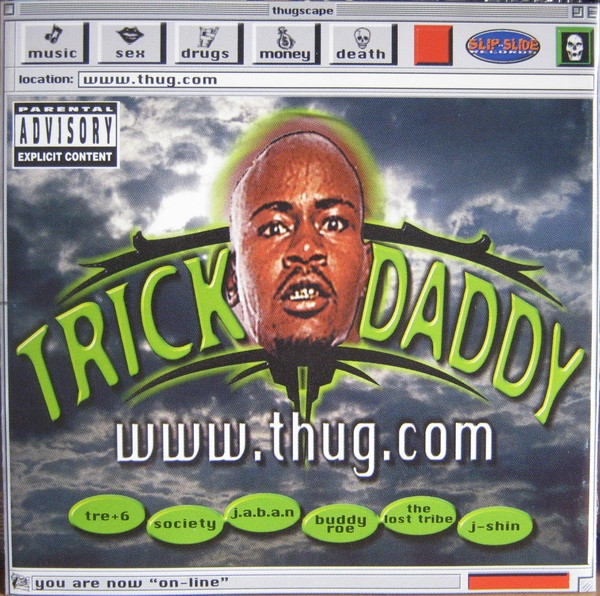 thugscape
music
sex
drugs
money
death
SLIP-SLIDE
RECORDS
location:
www.thug.com
PARENTAL
ADVISORY
EXPLICIT CONTENT
TRICK DADDY
www.thug.com
tre+6
society
j.a.b.a.n
buddy
roe
the
lost tribe
j-shin
you are now "on-line"